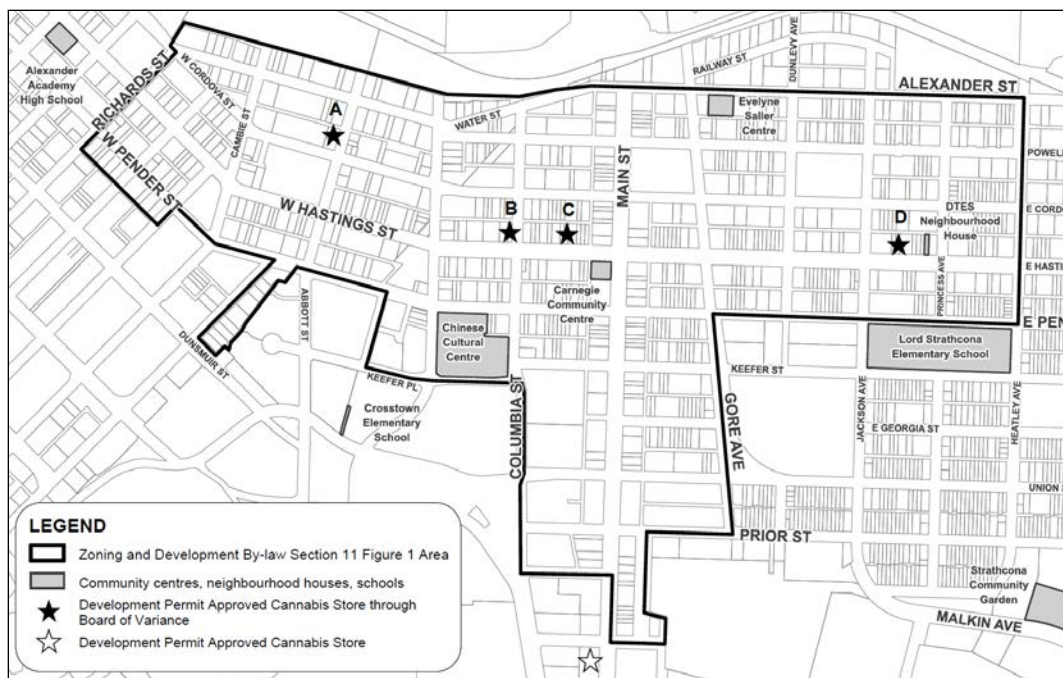 Alexander
Academy
High School
RICHARDS ST
W CORDOVA ST
CAMBIE ST
W PENDER ST
A
WATER ST
RAILWAY ST
DUNLEVY AVE
ALEXANDER ST
Evelyne
Saller
Centre
POWELL
MAIN ST
W HASTINGS ST
B
C
D
DTES
Neighbourhood
House
E CORD
E HASTI
PRINCESS AVE
Carnegie
Community
Centre
ABBOTT ST
Chinese
Cultural
Centre
E PEN
Lord Strathcona
Elementary School
DUNSMUIR ST
KEEFER PL
KEEFER ST
Crosstown
Elementary
School
COLUMBIA ST
GORE AVE
JACKSON AVE
E GEORGIA ST
HEATLEY AVE
UNION S
PRIOR ST
Strathcona
Community
Garden
MALKIN AVE
LEGEND
Zoning and Development By-law Section 11 Figure 1 Area
Community centres, neighbourhood houses, schools
Development Permit Approved Cannabis Store through
Board of Variance
Development Permit Approved Cannabis Store